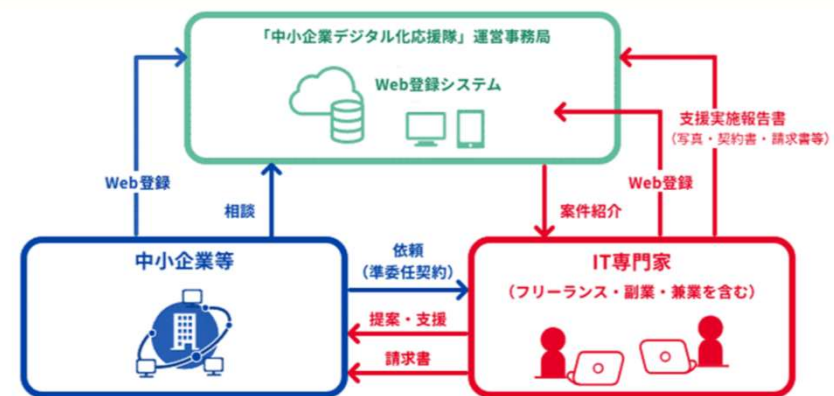 「中小企業デジタル化応援隊」運営事務局
Web登録システム
支援実施報告書
（写真・契約書・請求書等）
Web登録
Web登録
相談
案件紹介
中小企業等
依頼
（準委任契約）
IT専門家
（フリーランス・副業・兼業を含む）
提案・支援
請求書